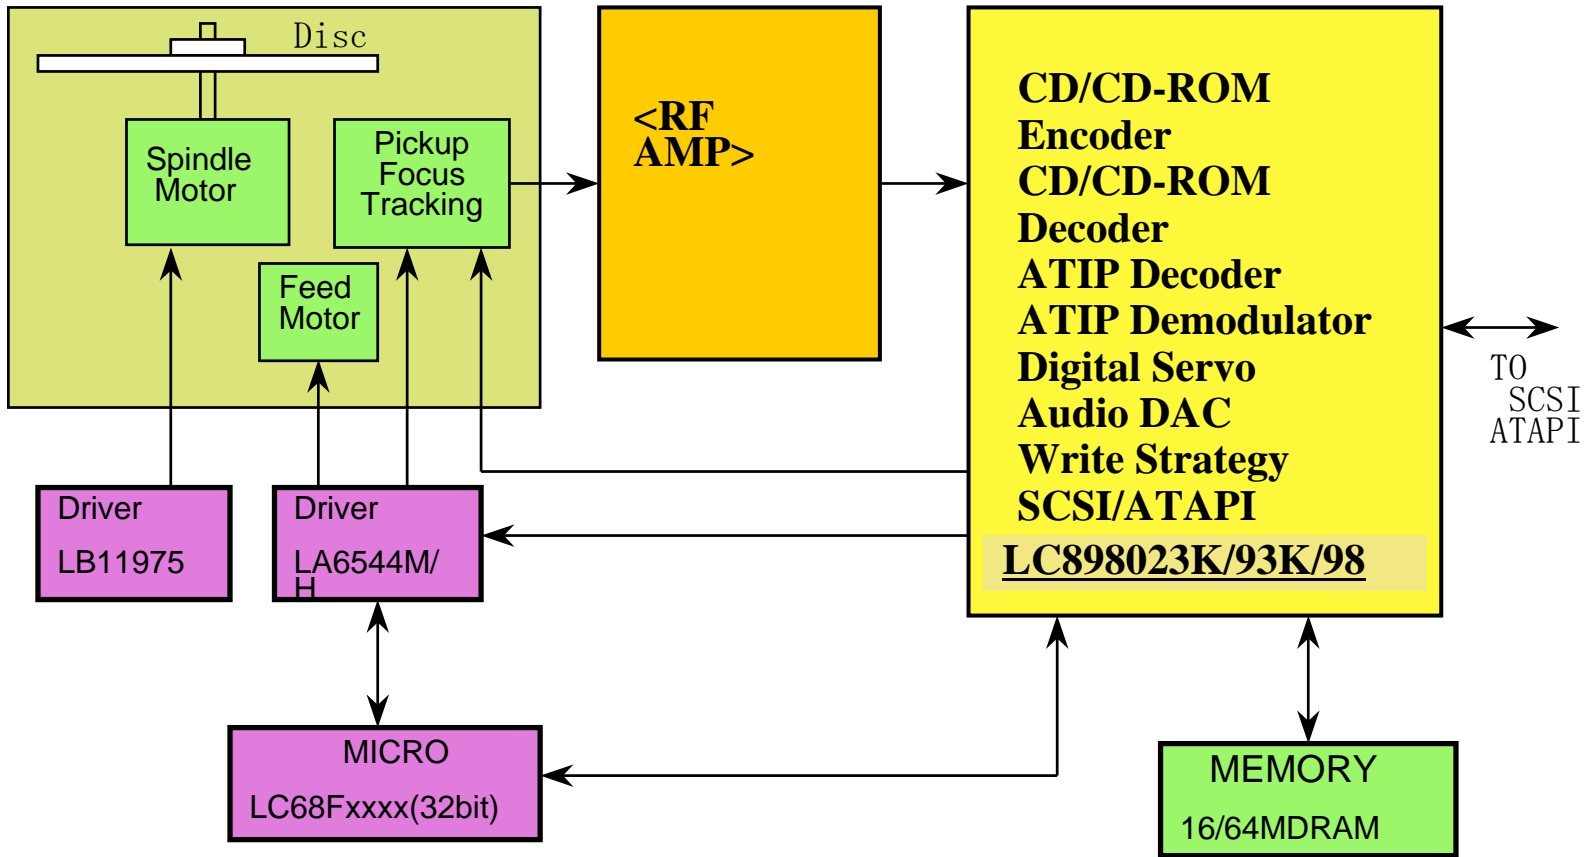 Disc
Spindle
Motor
Pickup
Focus
Tracking
Feed
Motor
<RF
AMP>
CD/CD-ROM
Encoder
CD/CD-ROM
Decoder
ATIP Decoder
ATIP Demodulator
Digital Servo
Audio DAC
Write Strategy
SCSI/ATAPI
LC898023K/93K/98
TO
SCSI
ATAPI
Driver
LB11975
Driver
LA6544M/
H
MICRO
LC68Fxxxx(32bit)
MEMORY
16/64MDRAM